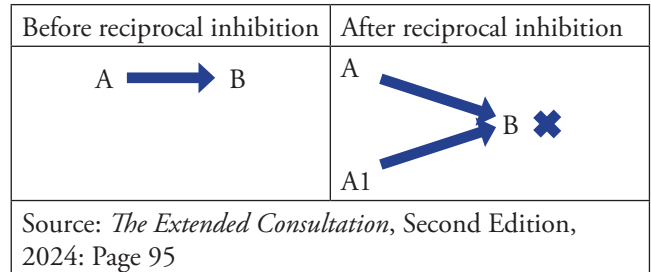 Before reciprocal inhibition
After reciprocal inhibition
A
B
A
B
A1
Source: The Extended Consultation, Second Edition,
2024: Page 95